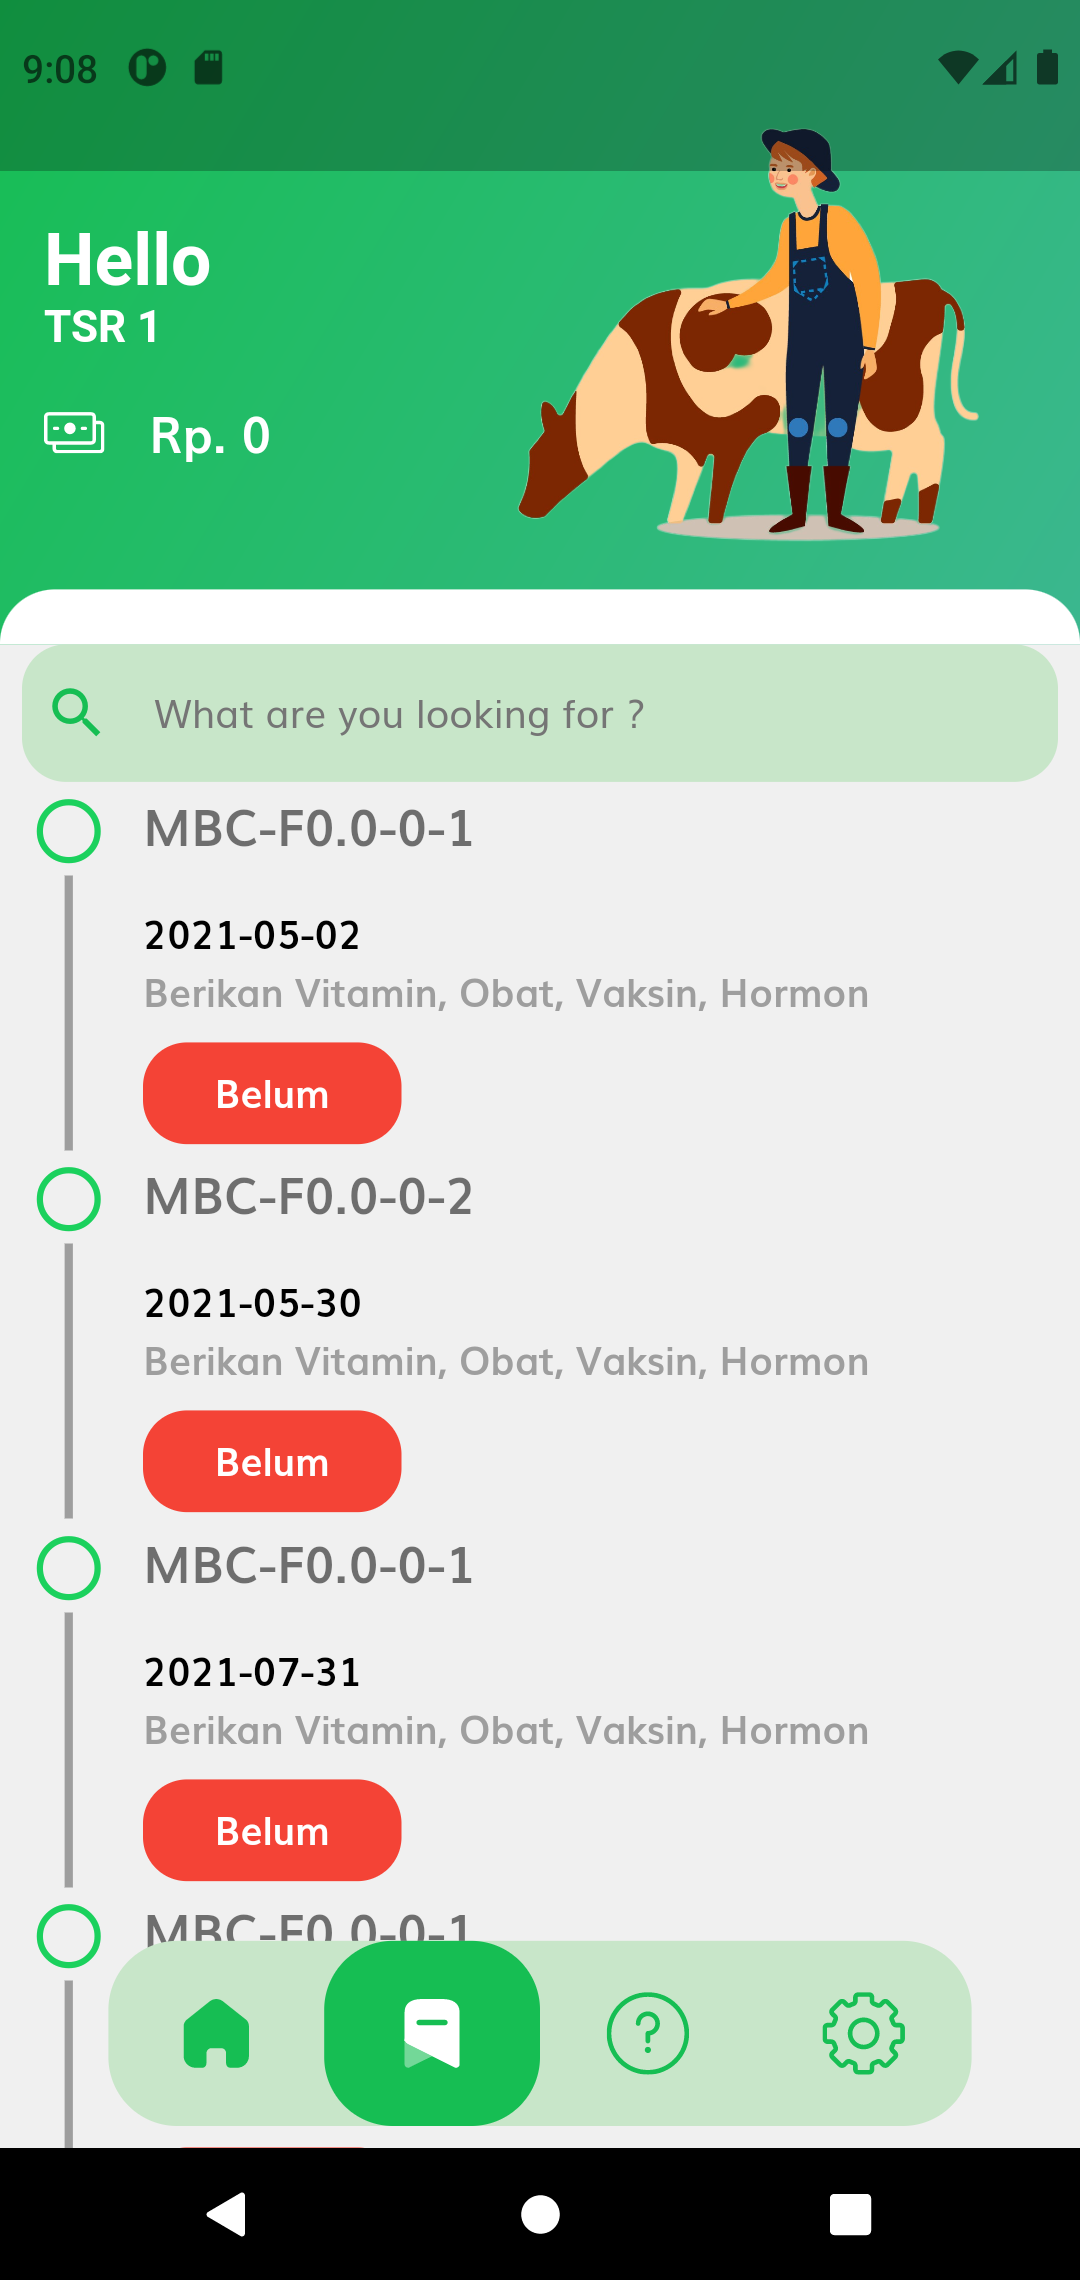 9:08
Hello
TSR 1
Rp. 0
What are you looking for ?
MBC-F0.0-0-1
2021-05-02
Berikan Vitamin, Obat, Vaksin, Hormon
Belum
MBC-F0.0-0-2
2021-05-30
Berikan Vitamin, Obat, Vaksin, Hormon
Belum
MBC-F0.0-0-1
2021-07-31
Berikan Vitamin, Obat, Vaksin, Hormon
Belum
MBC-F0.0-0-1